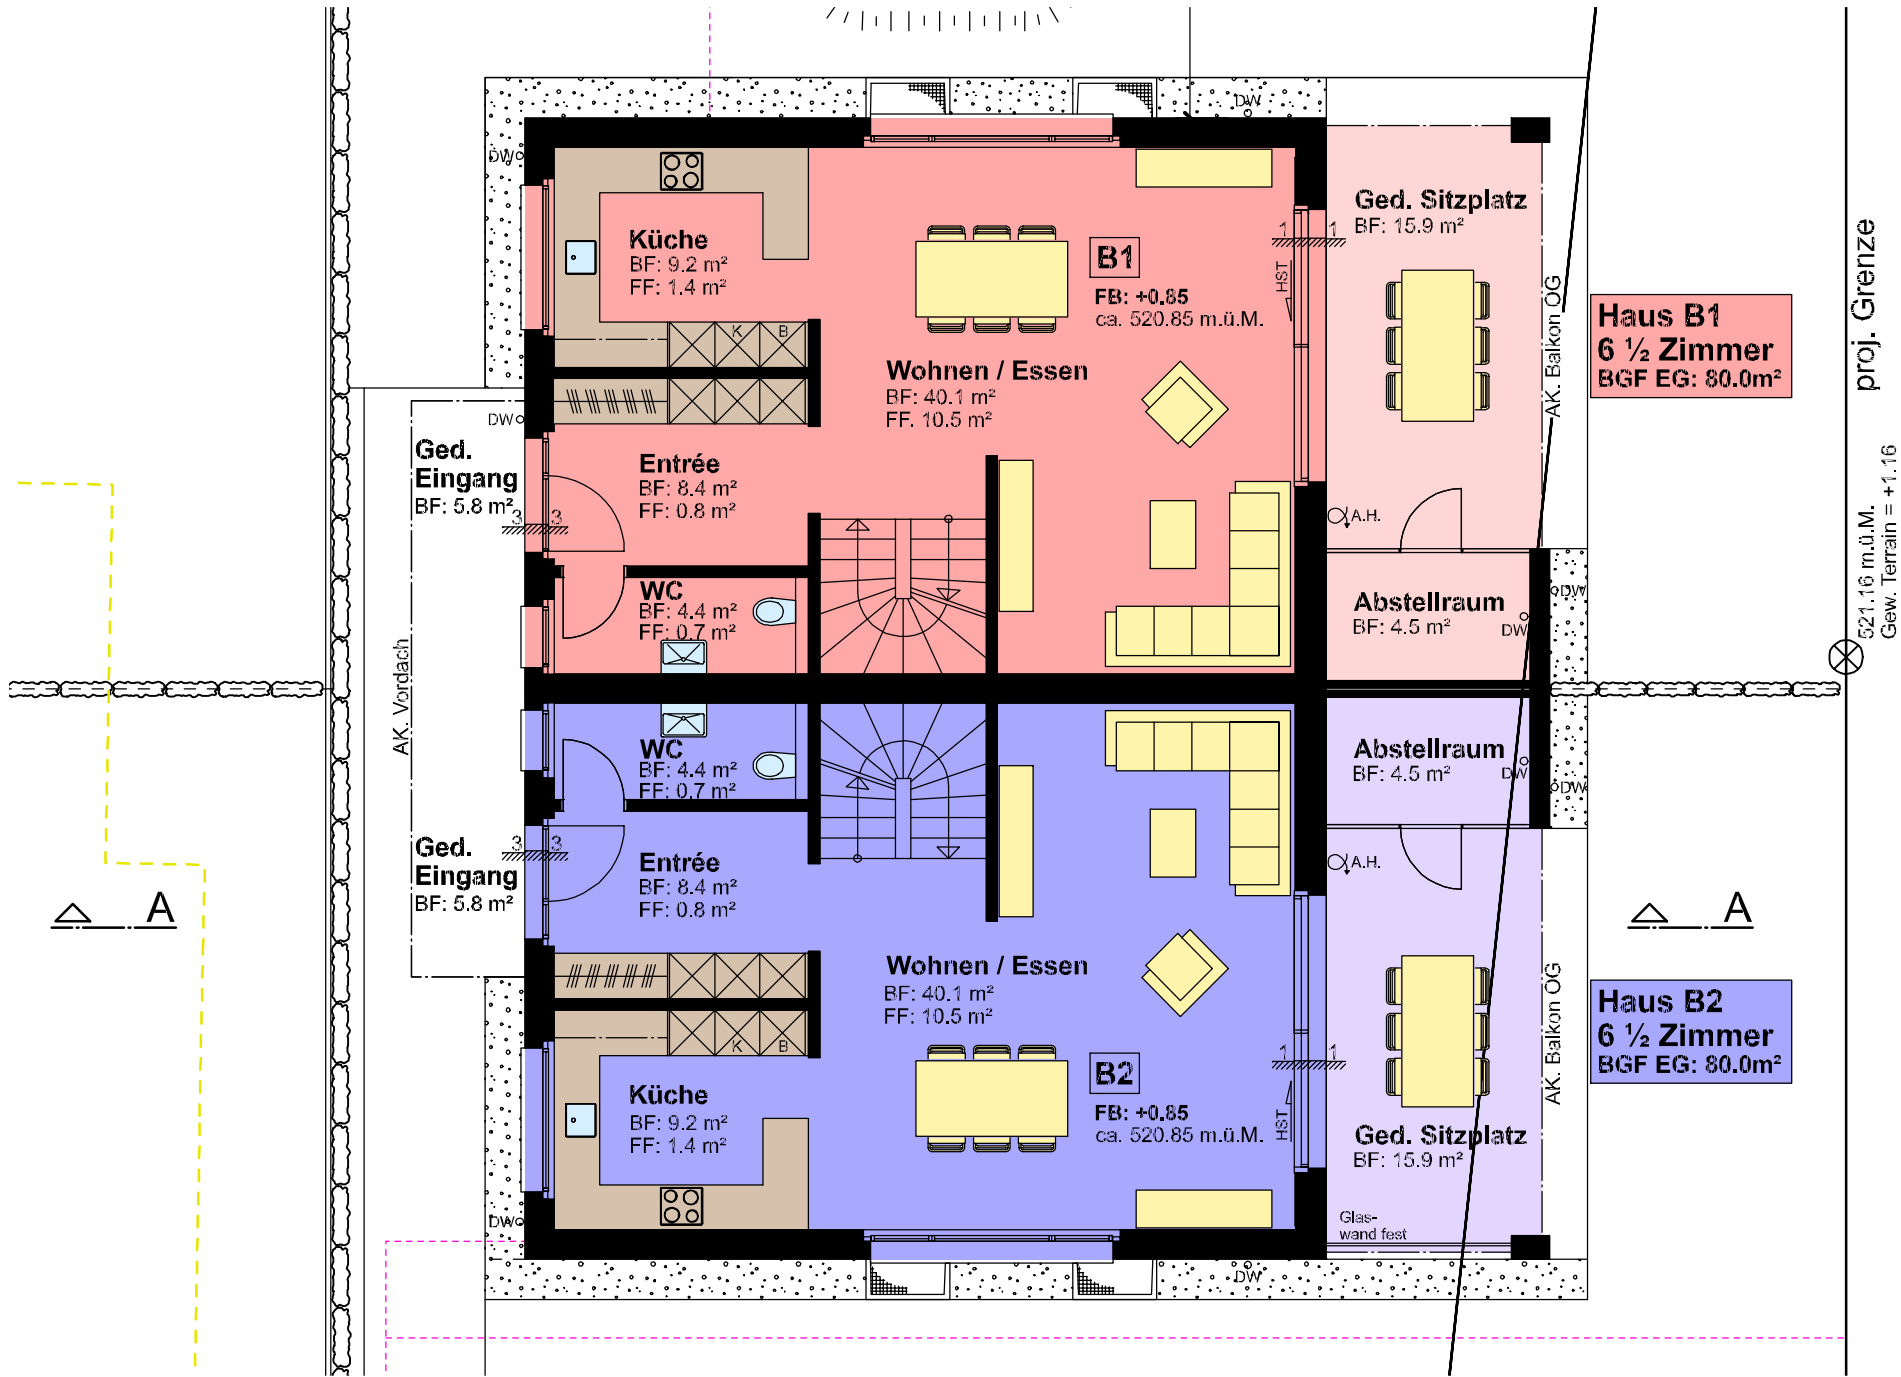 DW
DW
Küche
BF: 9.2 m²
FF: 1.4 m²
K
B
B1
FB: +0.85
ca. 520.85 m.ü.M.
1
1
HST
Ged. Sitzplatz
BF: 15.9 m²
AK. Balkon OG
Haus B1
6 ½ Zimmer
BGF EG: 80.0m²
proj. Grenze
Wohnen / Essen
BF: 40.1 m²
FF. 10.5 m²
DW
Ged.
Eingang
BF: 5.8 m²
3
3
Entrée
BF: 8.4 m²
FF: 0.8 m²
A.H.
521.16 m.ü.M.
Gew. Terrain = +1.16
WC
BF: 4.4 m²
FF: 0.7 m²
Abstellraum
BF: 4.5 m²
DW
DW
AK. Vordach
WC
BF: 4.4 m²
FF: 0.7 m²
Abstellraum
BF: 4.5 m²
DW
DW
Ged.
Eingang
BF: 5.8 m²
3
3
Entrée
BF: 8.4 m²
FF: 0.8 m²
A.H.
A
A
Wohnen / Essen
BF: 40.1 m²
FF: 10.5 m²
K
B
B2
FB: +0.85
ca. 520.85 m.ü.M.
1
1
HST
AK. Balkon OG
Haus B2
6 ½ Zimmer
BGF EG: 80.0m²
Küche
BF: 9.2 m²
FF: 1.4 m²
Ged. Sitzplatz
BF: 15.9 m²
Glas-
wand fest
DW
DW